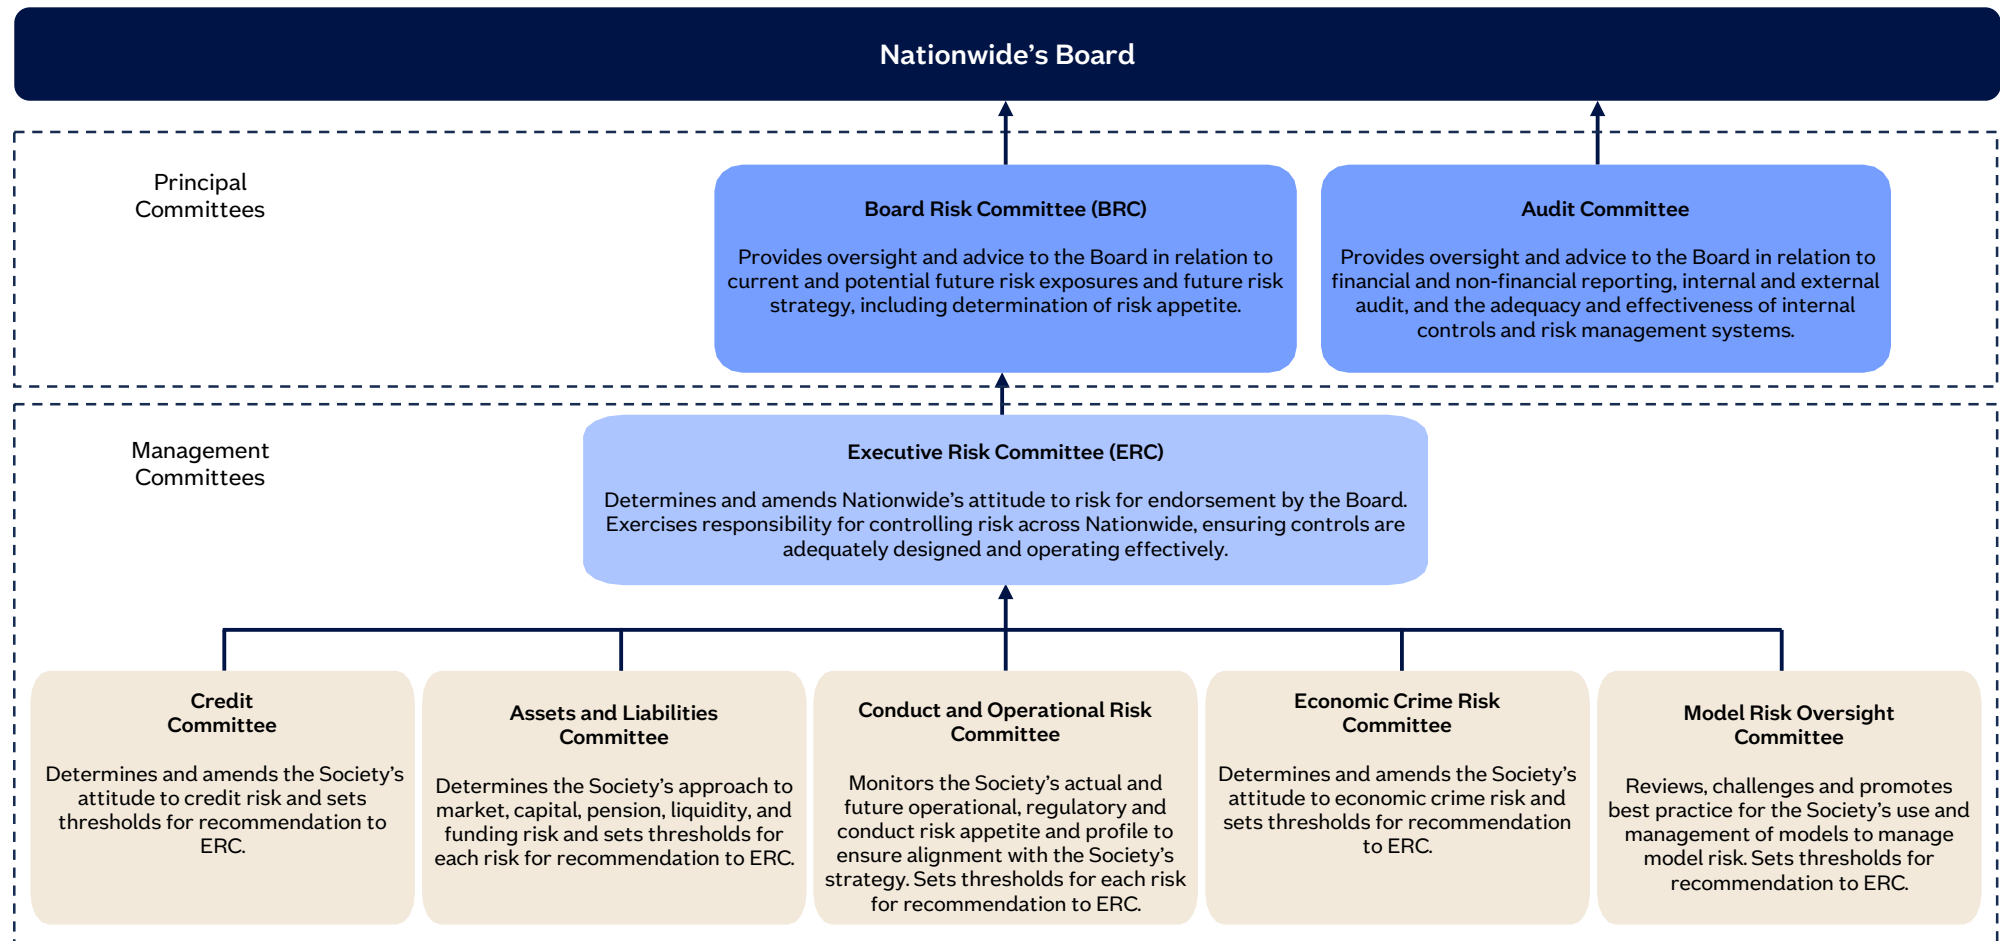 Nationwide’s Board
Principal
Committees
Board Risk Committee (BRC)
Provides oversight and advice to the Board in relation to
current and potential future risk exposures and future risk
strategy, including determination of risk appetite.
Audit Committee
Provides oversight and advice to the Board in relation to
financial and non-financial reporting, internal and external
audit, and the adequacy and effectiveness of internal
controls and risk management systems.
Management
Committees
Executive Risk Committee (ERC)
Determines and amends Nationwide’s attitude to risk for endorsement by the Board.
Exercises responsibility for controlling risk across Nationwide, ensuring controls are
adequately designed and operating effectively.
Credit
Committee
Determines and amends the Society’s
attitude to credit risk and sets
thresholds for recommendation to
ERC.
Assets and Liabilities
Committee
Determines the Society’s approach to
market, capital, pension, liquidity, and
funding risk and sets thresholds for
each risk for recommendation to ERC.
Conduct and Operational Risk
Committee
Monitors the Society’s actual and
future operational, regulatory and
conduct risk appetite and profile to
ensure alignment with the Society’s
strategy. Sets thresholds for each risk
for recommendation to ERC.
Economic Crime Risk
Committee
Determines and amends the Society’s
attitude to economic crime risk and
sets thresholds for recommendation
to ERC.
Model Risk Oversight
Committee
Reviews, challenges and promotes
best practice for the Society’s use and
management of models to manage
model risk. Sets thresholds for
recommendation to ERC.